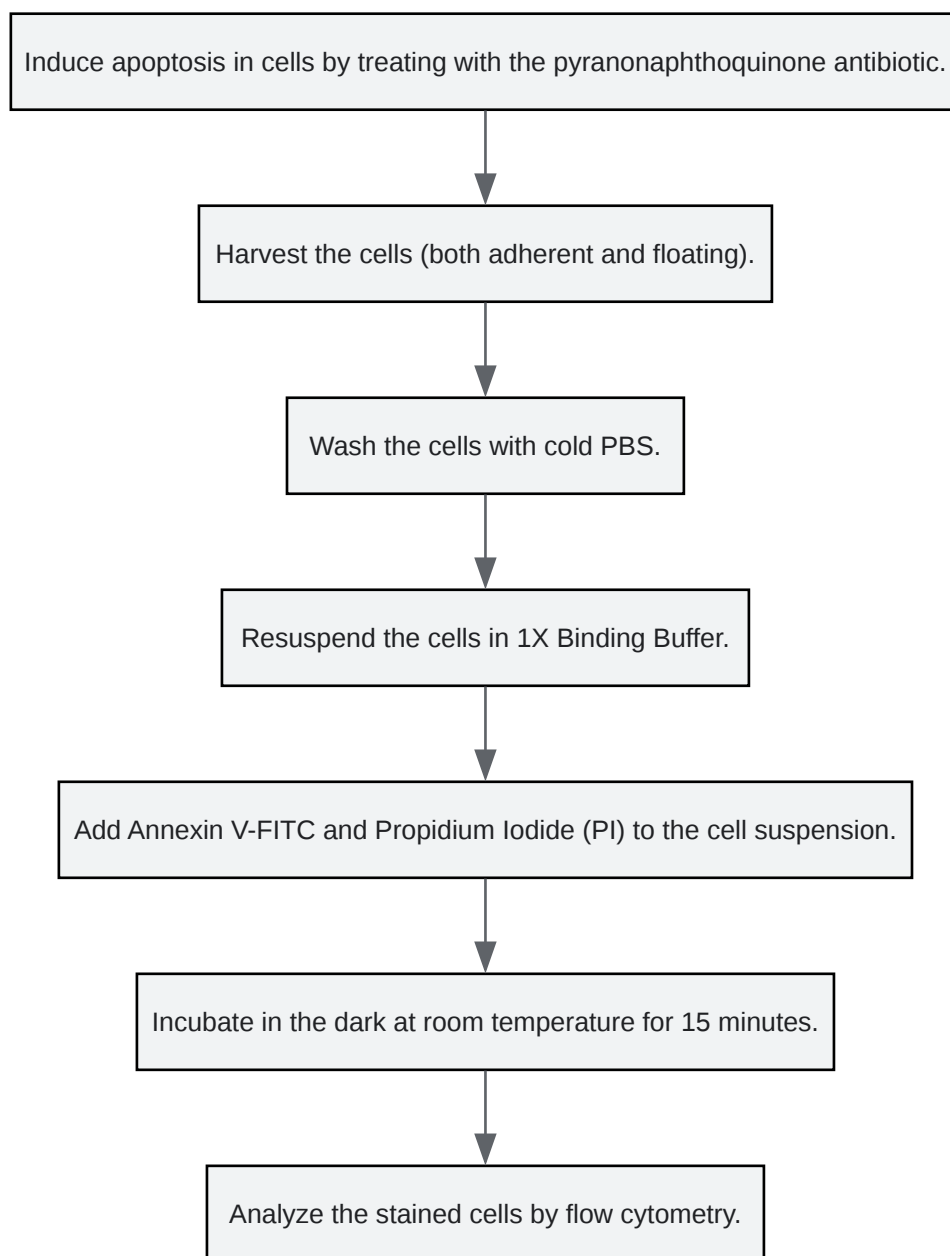 Induce apoptosis in cells by treating with the pyranonaphthoquinone antibiotic.
Harvest the cells (both adherent and floating).
Wash the cells with cold PBS.
Resuspend the cells in 1X Binding Buffer.
Add Annexin V-FITC and Propidium Iodide (PI) to the cell suspension.
Incubate in the dark at room temperature for 15 minutes.
Analyze the stained cells by flow cytometry.